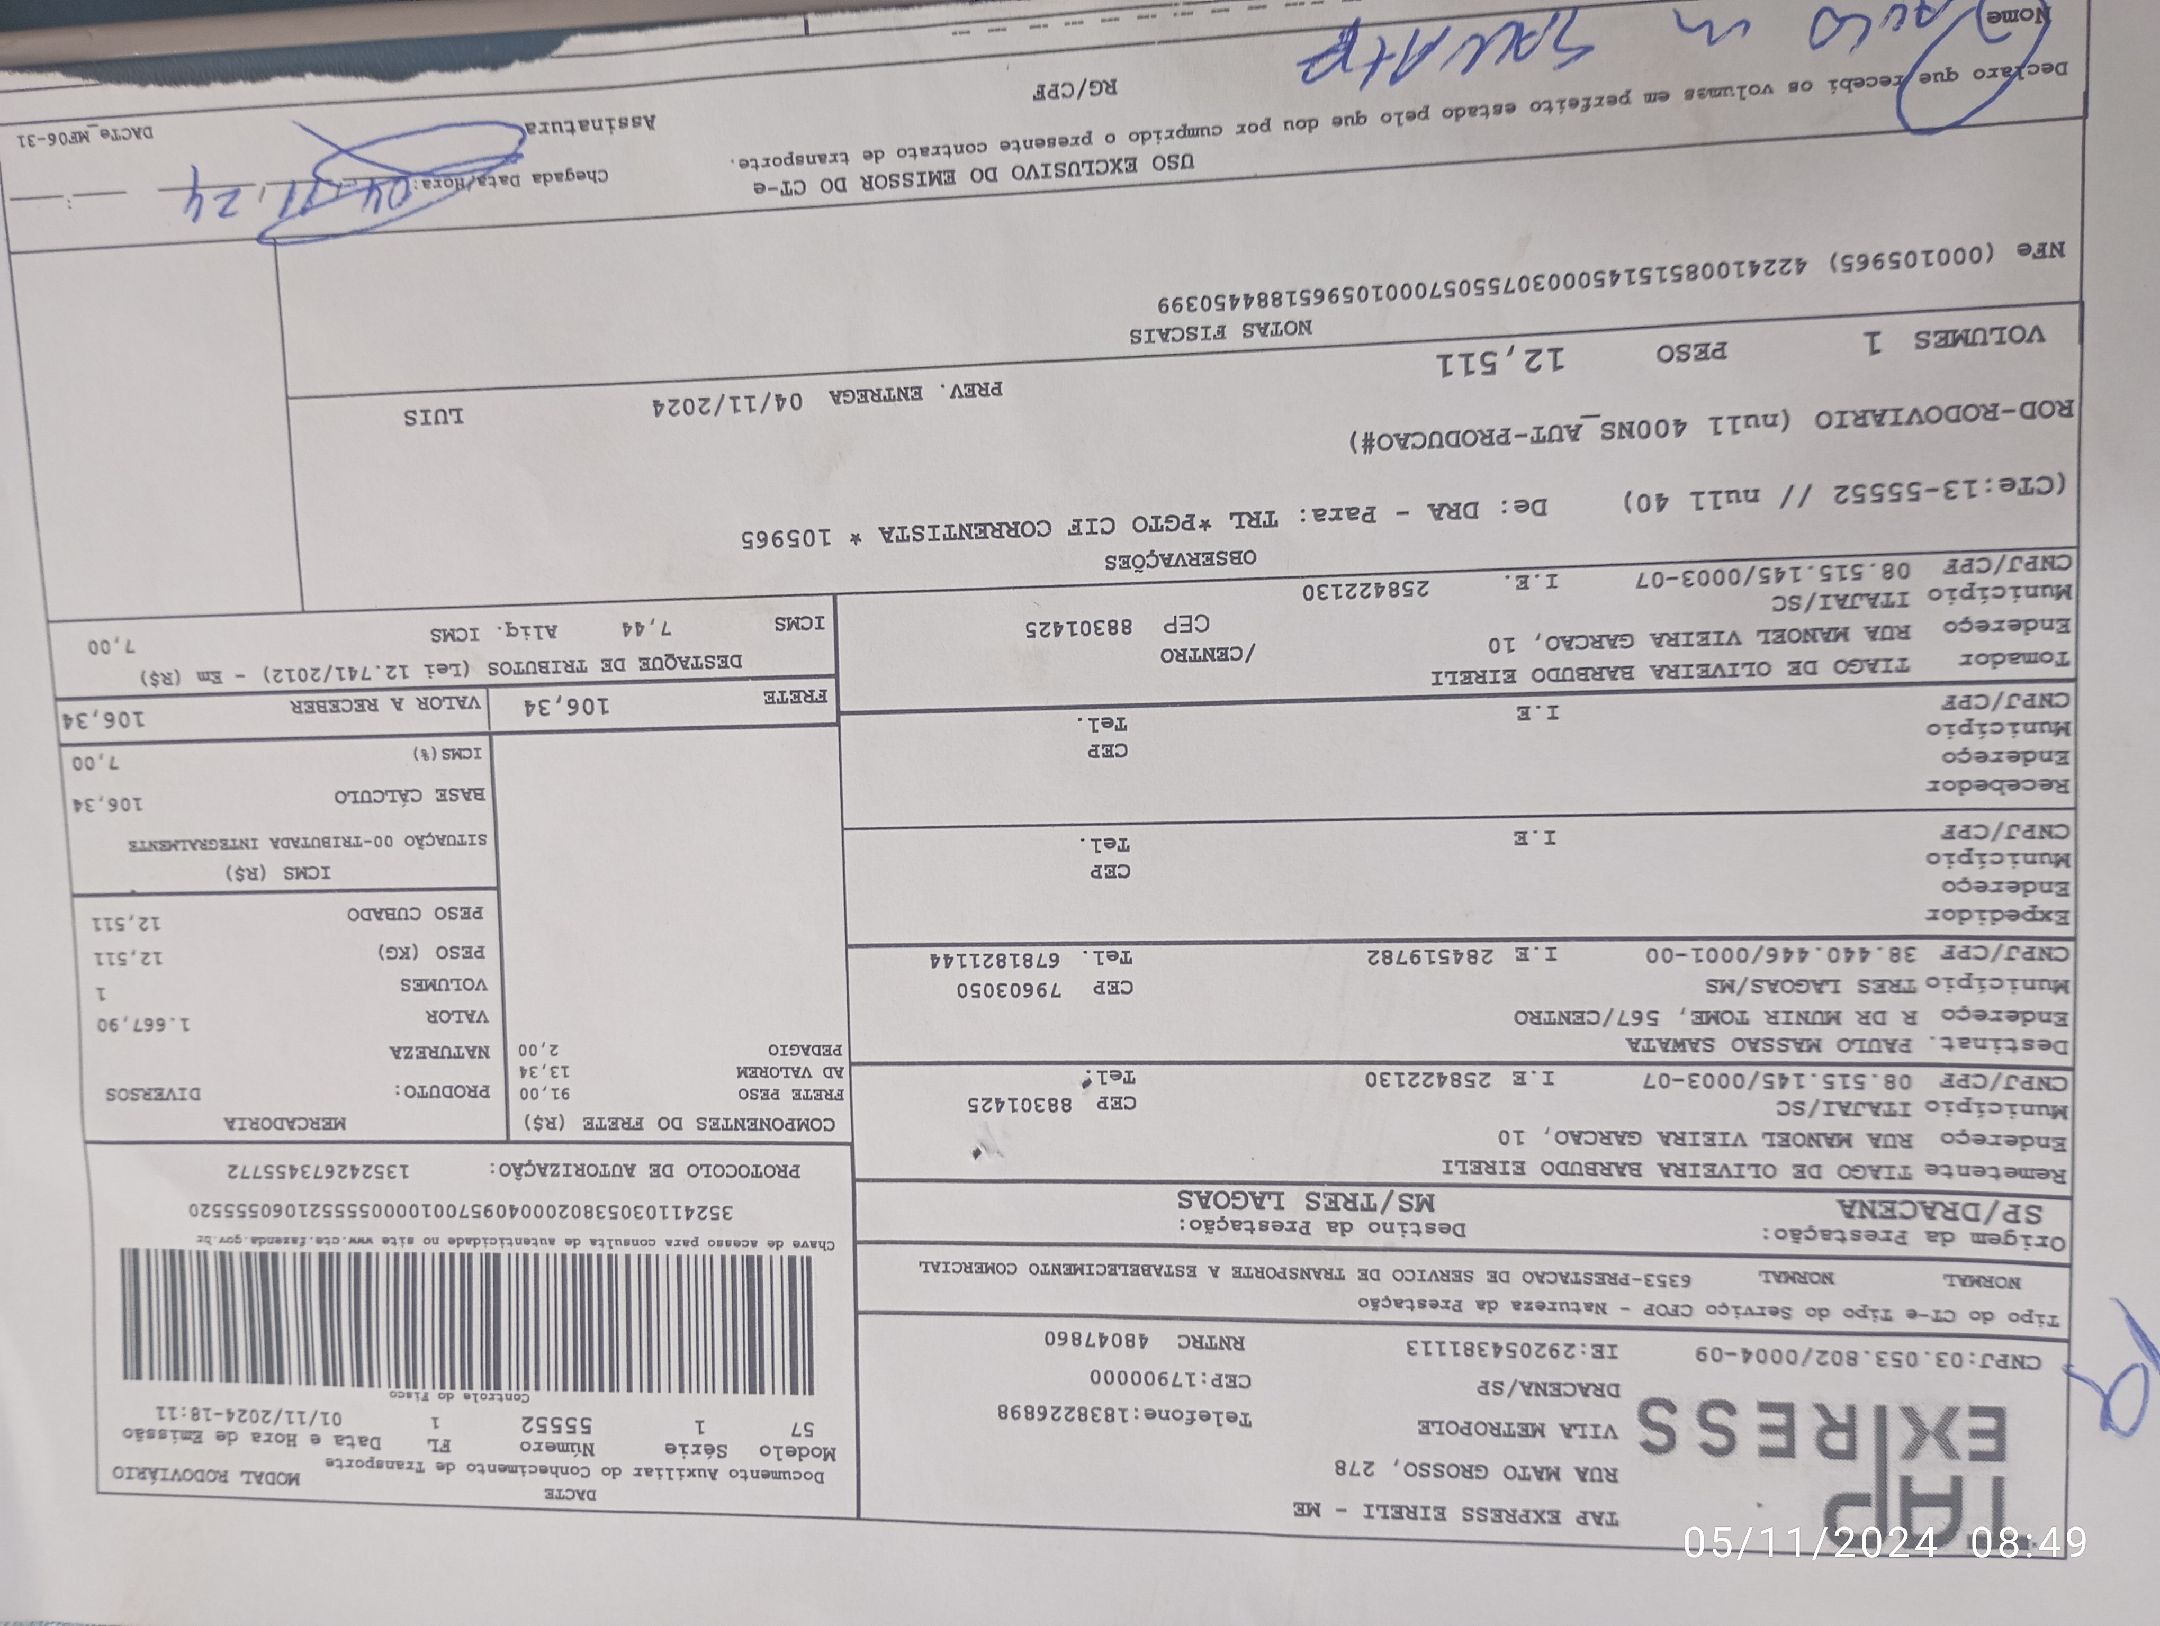 TAP
EXPRESS
TAP EXPRESS EIRELI - ME
RUA MATO GROSSO, 278
VILA METROPOLE
Telefone:1838226898
DRACENA/SP
CEP:17900000
CNPJ:03.053.802/0004-09 IE:29205438113 RNTRC 48047860
DACTE
Documento Auxiliar do Conhecimento de Transporte
MODAL RODOVIÁRIO
Modelo Série Número FL Data e Hora de Emissão
57 1 55552 1 01/11/2024-18:11
Controle do Fisco
Chave de acesso para consulta de autenticidade no site www.cte.fazenda.gov.br
PROTOCOLO DE AUTORIZAÇÃO: 135242673455772
Tipo do CT-e Tipo do Serviço CFOP - Natureza da Prestação
NORMAL NORMAL 6353-PRESTACAO DE SERVICO DE TRANSPORTE A ESTABELECIMENTO COMERCIAL
Origem da Prestação: Destino da Prestação:
SP/DRACENA MS/TRES LAGOAS
Remetente TIAGO DE OLIVEIRA BARBUDO EIRELI
Endereço RUA MANOEL VIEIRA GARCAO, 10
Município ITAJAI/SC CEP 88301425
CNPJ/CPF 08.515.145/0003-07 I.E 258422130 Tel.
Destinat. PAULO MASSAO SAWATA
Endereço R DR MUNIR TOME, 567/CENTRO
Município TRES LAGOAS/MS CEP 79603050
CNPJ/CPF 38.440.446/0001-00 I.E 284519782 Tel. 6781821144
Expedidor
Endereço
Município CEP
CNPJ/CPF I.E Tel.
Recebedor
Endereço
Município CEP
CNPJ/CPF I.E Tel.
Tomador TIAGO DE OLIVEIRA BARBUDO EIRELI
Endereço RUA MANOEL VIEIRA GARCAO, 10 /CENTRO
Município ITAJAI/SC CEP 88301425
CNPJ/CPF 08.515.145/0003-07 I.E. 258422130
COMPONENTES DO FRETE (R$)
FRETE PESO 91,00
AD VALOREM 13,34
PEDAGIO 2,00
MERCADORIA
PRODUTO: DIVERSOS
NATUREZA
VALOR 1.667,90
VOLUMES 1
PESO (KG) 12,511
PESO CUBADO 12,511
ICMS (R$)
SITUAÇÃO 00-TRIBUTADA INTEGRALMENTE
BASE CÁLCULO 106,34
ICMS(%) 7,00
FRETE 106,34 VALOR A RECEBER 106,34
DESTAQUE DE TRIBUTOS (Lei 12.741/2012) - Em (R$)
ICMS 7,44 Aliq. ICMS 7,00
OBSERVAÇÕES
(CTe:13-55552 // null 40) De: DRA - Para: TRL *PGTO CIF CORRENTISTA * 105965
ROD-RODOVIARIO (null 400NS_AUT-PRODUCAO#)
PREV. ENTREGA 04/11/2024 LUIS
VOLUMES 1 PESO 12,511
NOTAS FISCAIS
NFe (000105965) 42241008515145000307550570001059651884450399
USO EXCLUSIVO DO EMISSOR DO CT-e
Declaro que recebi os volumes em perfeito estado pelo que dou por cumprido o presente contrato de transporte.
Chegada Data/Hora: 04.11.24
Nome
RG/CPF
Assinatura
DACTe_MF06-31
05/11/2024 08:49